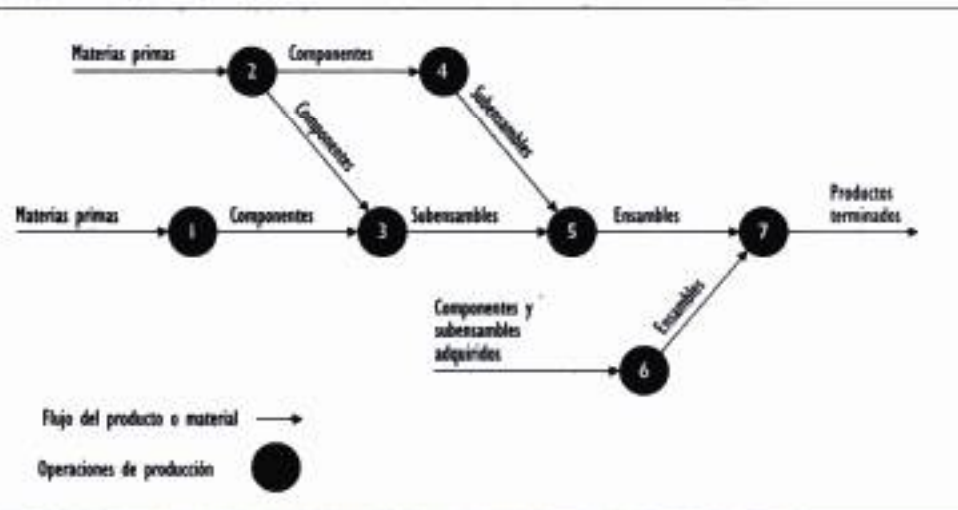 Materias primas
2
Componentes
4
Componentes
Subensambles
Materias primas
1
Componentes
3
Subensambles
5
Ensambles
7
Productos
terminados
Componentes y
subensambles
adquiridos
6
Ensambles
Flujo del producto o material
Operaciones de producción